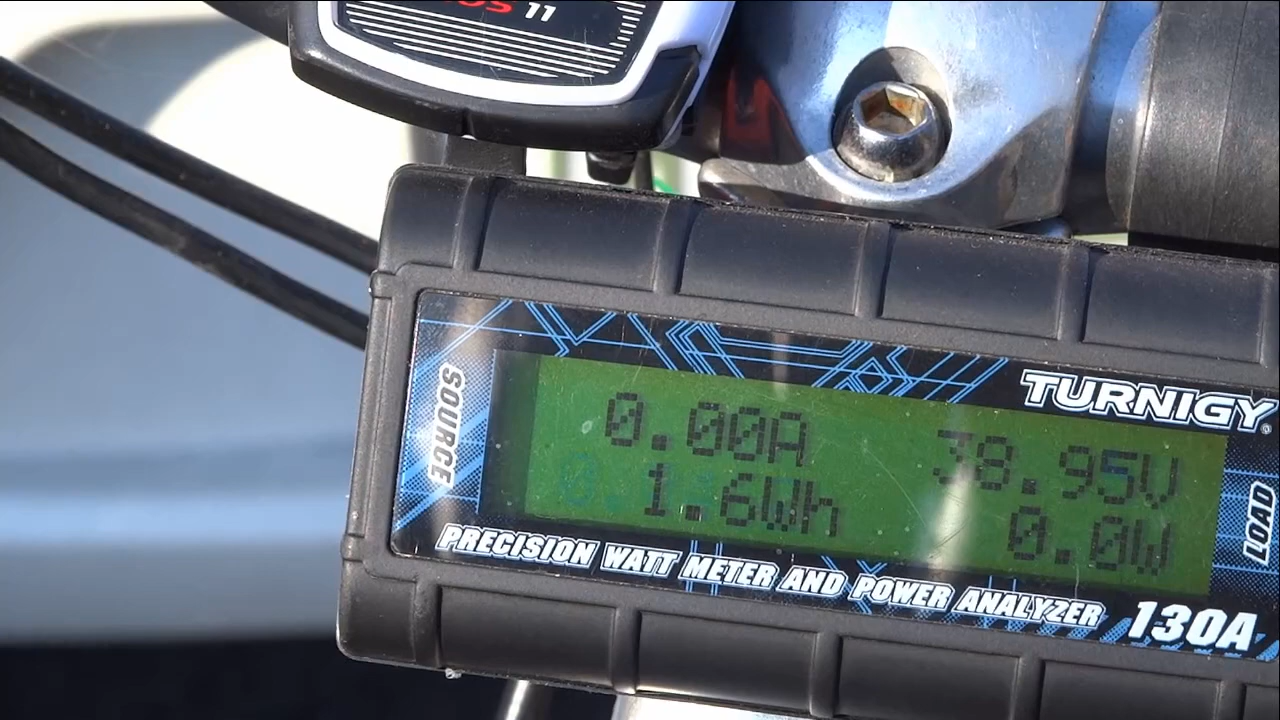 11
TURNIGY
SOURCE
0.00A 38.95V
1.6Wh 0.0W
LOAD
PRECISION WATT METER AND POWER ANALYZER 130A